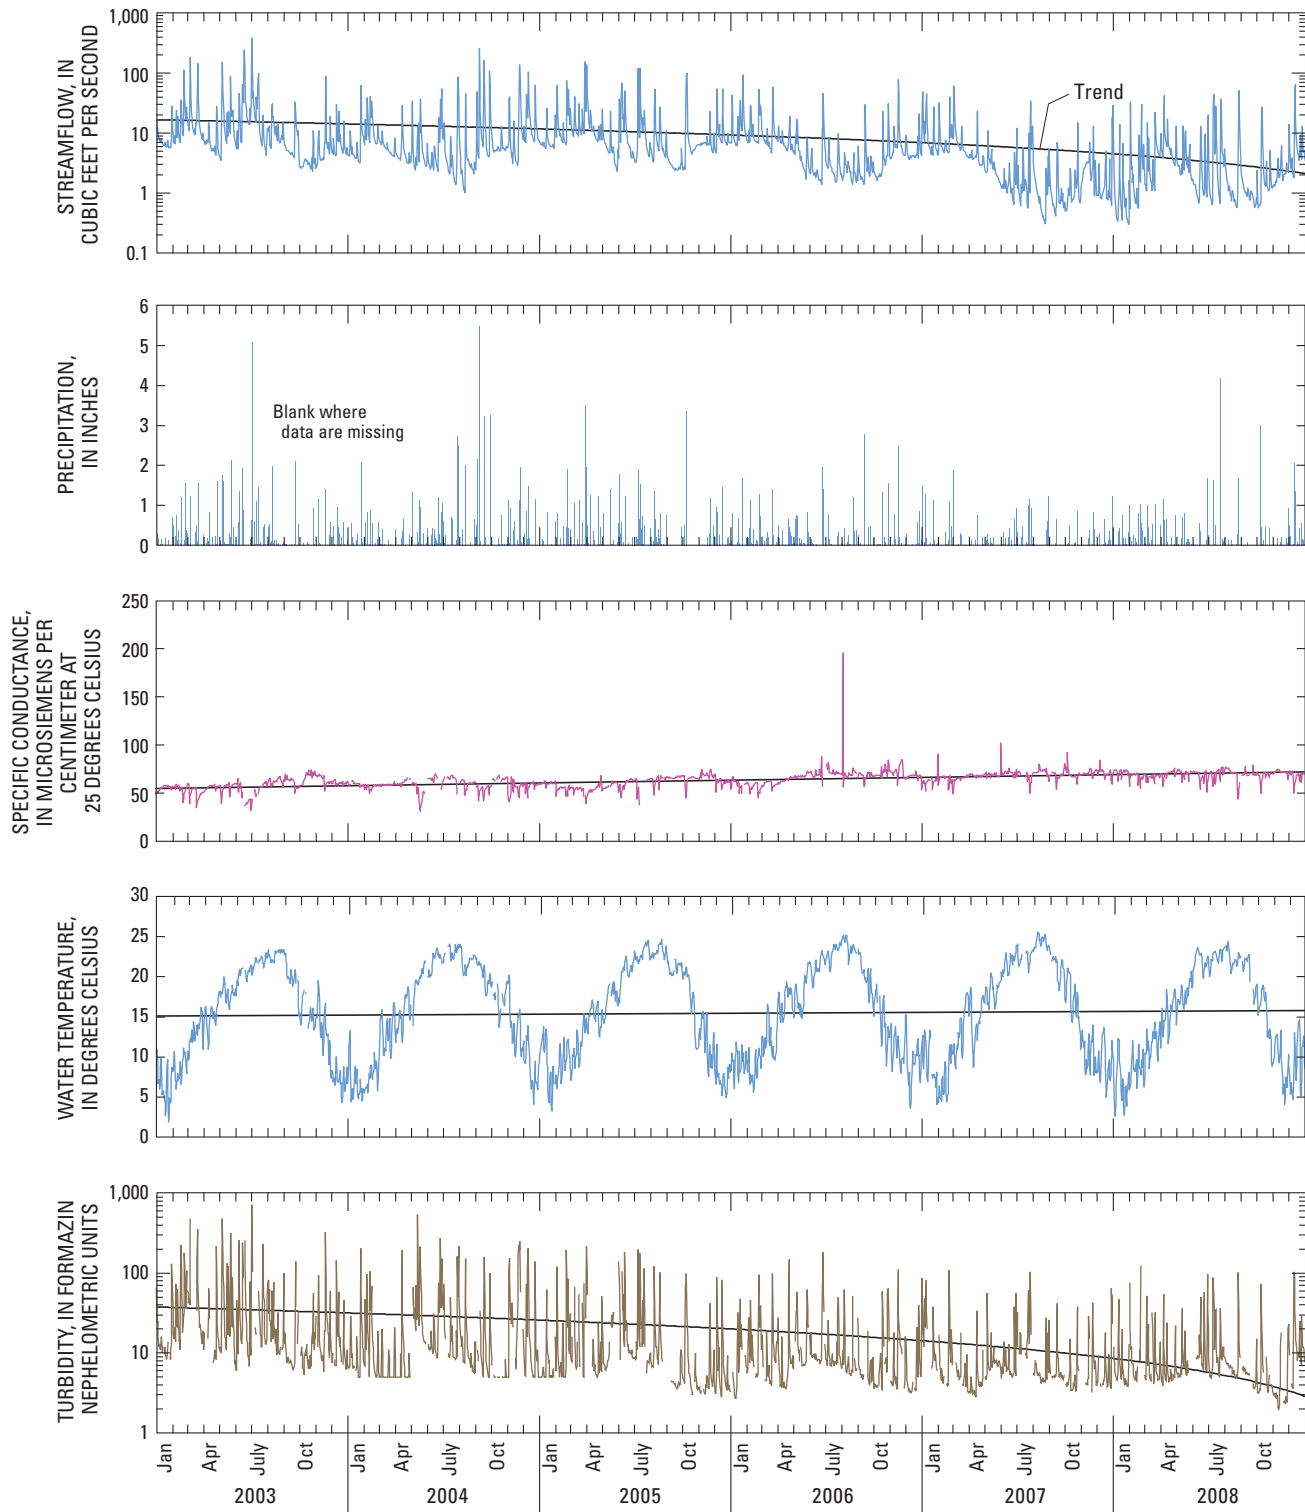 STREAMFLOW, IN
CUBIC FEET PER SECOND
1,000
100
10
1
0.1
Trend
PRECIPITATION,
IN INCHES
6
5
4
3
2
1
0
Blank where
data are missing
SPECIFIC CONDUCTANCE,
IN MICROSIEMENS PER
CENTIMETER AT
25 DEGREES CELSIUS
250
200
150
100
50
0
WATER TEMPERATURE,
IN DEGREES CELSIUS
30
25
20
15
10
5
0
TURBIDITY, IN FORMAZIN
NEPHELOMETRIC UNITS
1,000
100
10
1
Jan Apr July Oct Jan Apr July Oct Jan Apr July Oct Jan Apr July Oct Jan Apr July Oct Jan Apr July Oct
2003 2004 2005 2006 2007 2008